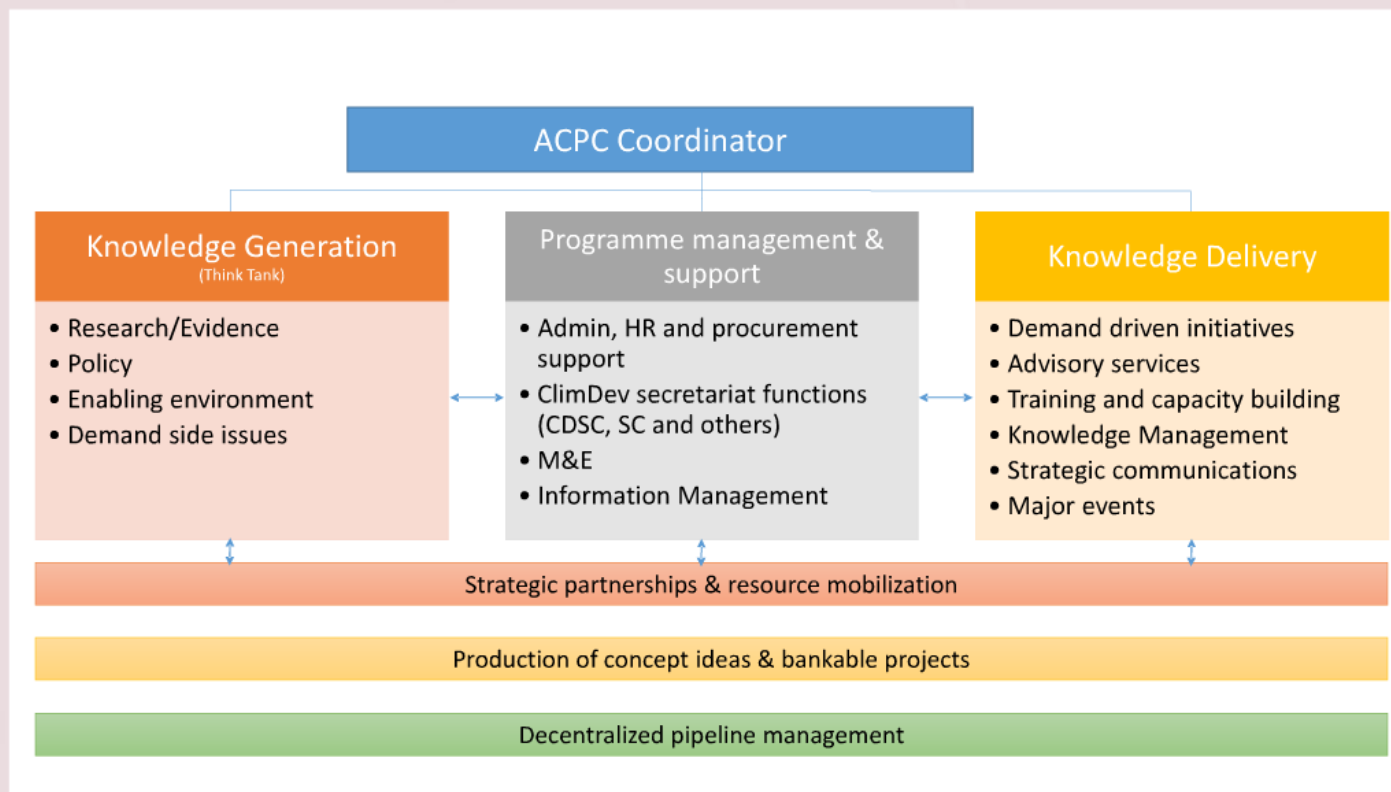 ACPC Coordinator
Knowledge Generation
(Think Tank)
• Research/Evidence
• Policy
• Enabling environment
• Demand side issues
Programme management &
support
• Admin, HR and procurement
support
• ClimDev secretariat functions
(CDSC, SC and others)
• M&E
• Information Management
Knowledge Delivery
• Demand driven initiatives
• Advisory services
• Training and capacity building
• Knowledge Management
• Strategic communications
• Major events
Strategic partnerships & resource mobilization
Production of concept ideas & bankable projects
Decentralized pipeline management